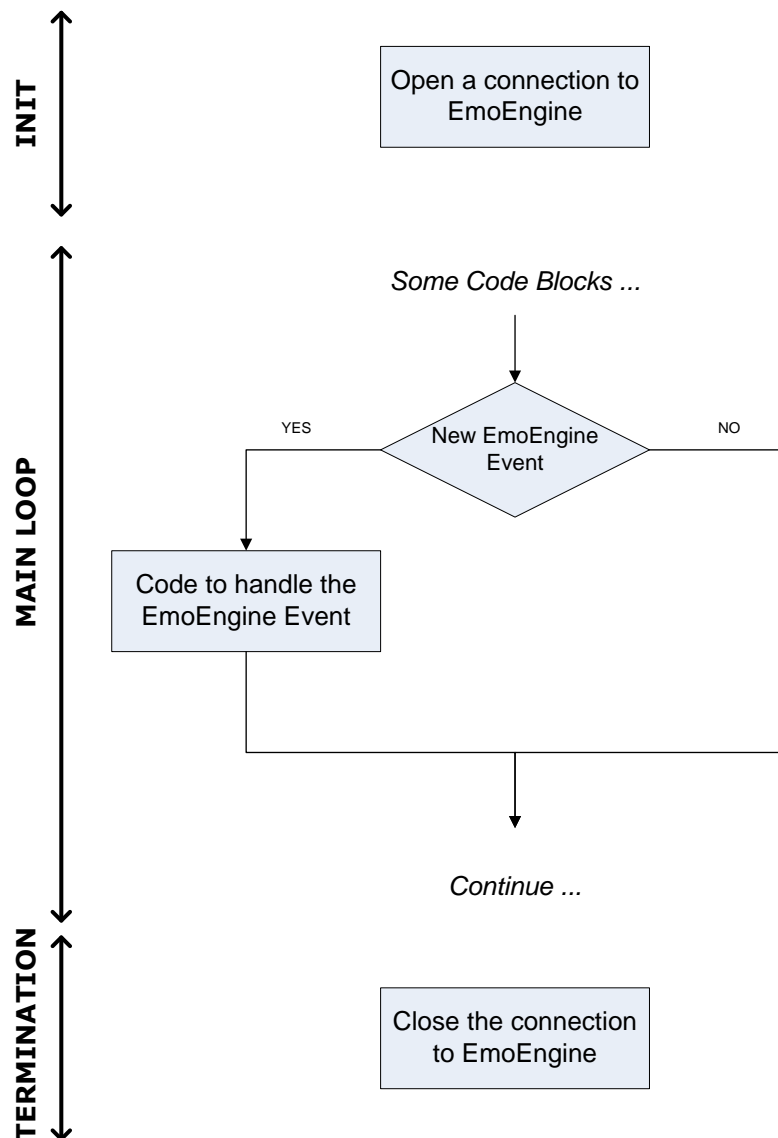 INIT
Open a connection to
EmoEngine
MAIN LOOP
Some Code Blocks ...
New EmoEngine
Event
YES
NO
Code to handle the
EmoEngine Event
Continue ...
TERMINATION
Close the connection
to EmoEngine